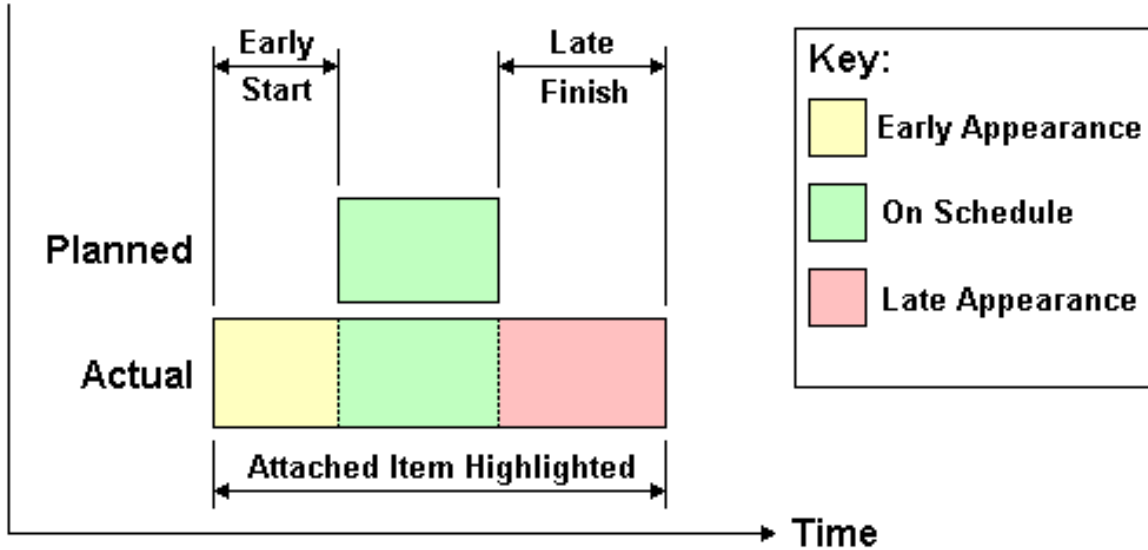 Early
Start
Late
Finish
Key:
Early Appearance
On Schedule
Late Appearance
Planned
Actual
Attached Item Highlighted
Time